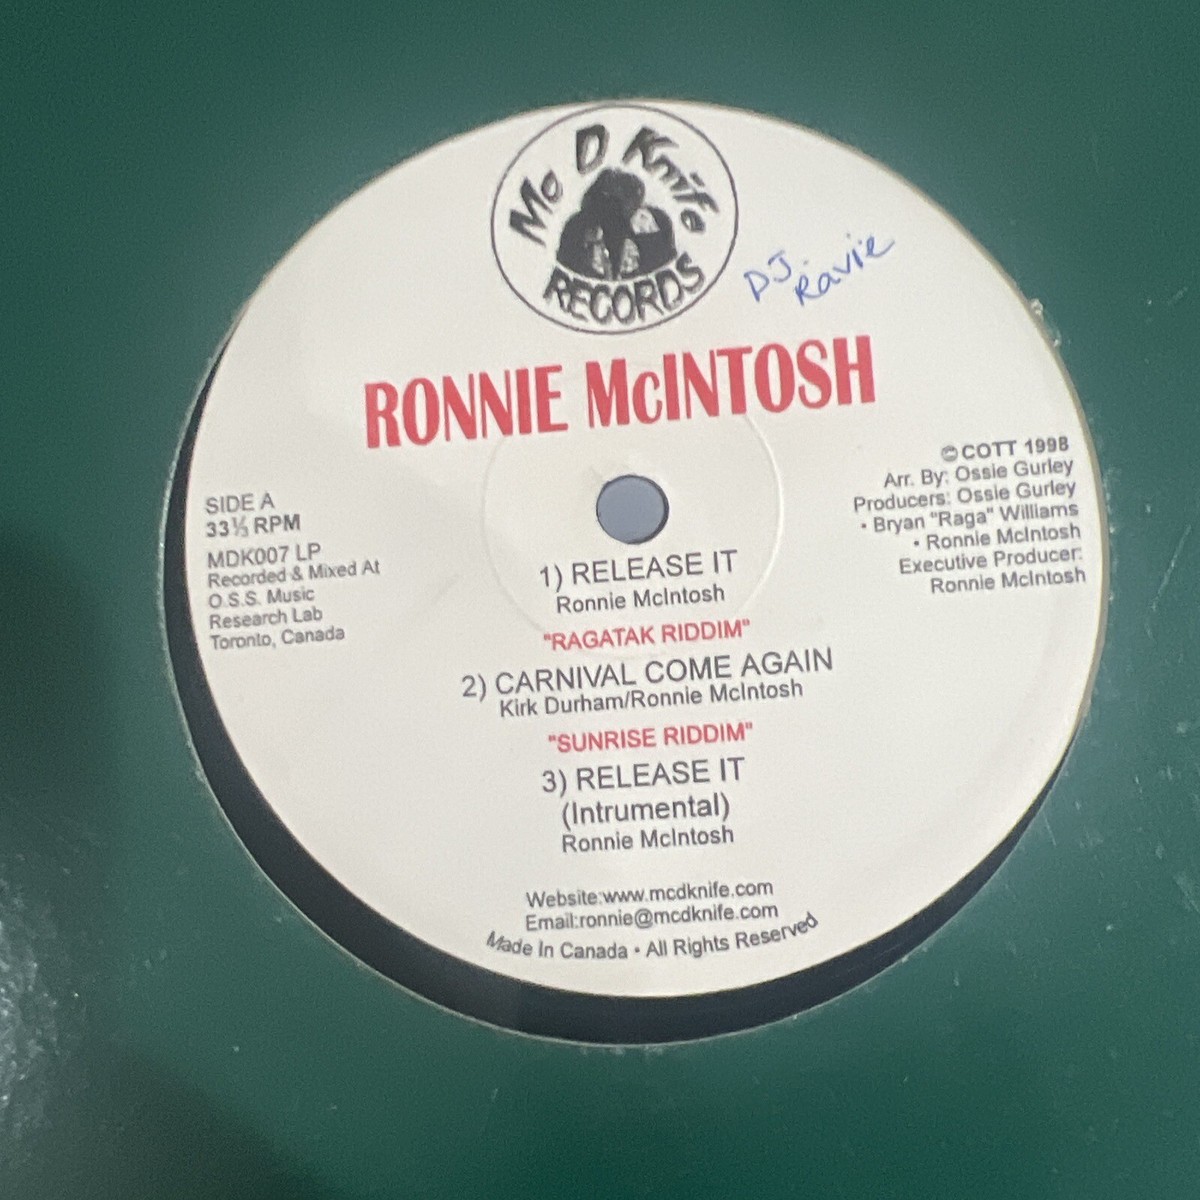 Mc D Knife
RECORDS
DJ. Ravie
RONNIE McINTOSH
SIDE A
33⅓ RPM
MDK007 LP
Recorded & Mixed At
O.S.S. Music
Research Lab
Toronto, Canada
©COTT 1998
Arr. By: Ossie Gurley
Producers: Ossie Gurley
• Bryan "Raga" Williams
• Ronnie McIntosh
Executive Producer:
Ronnie McIntosh
1) RELEASE IT
Ronnie McIntosh
"RAGATAK RIDDIM"
2) CARNIVAL COME AGAIN
Kirk Durham/Ronnie McIntosh
"SUNRISE RIDDIM"
3) RELEASE IT
(Intrumental)
Ronnie McIntosh
Website:www.mcdknife.com
Email:ronnie@mcdknife.com
Made In Canada • All Rights Reserved